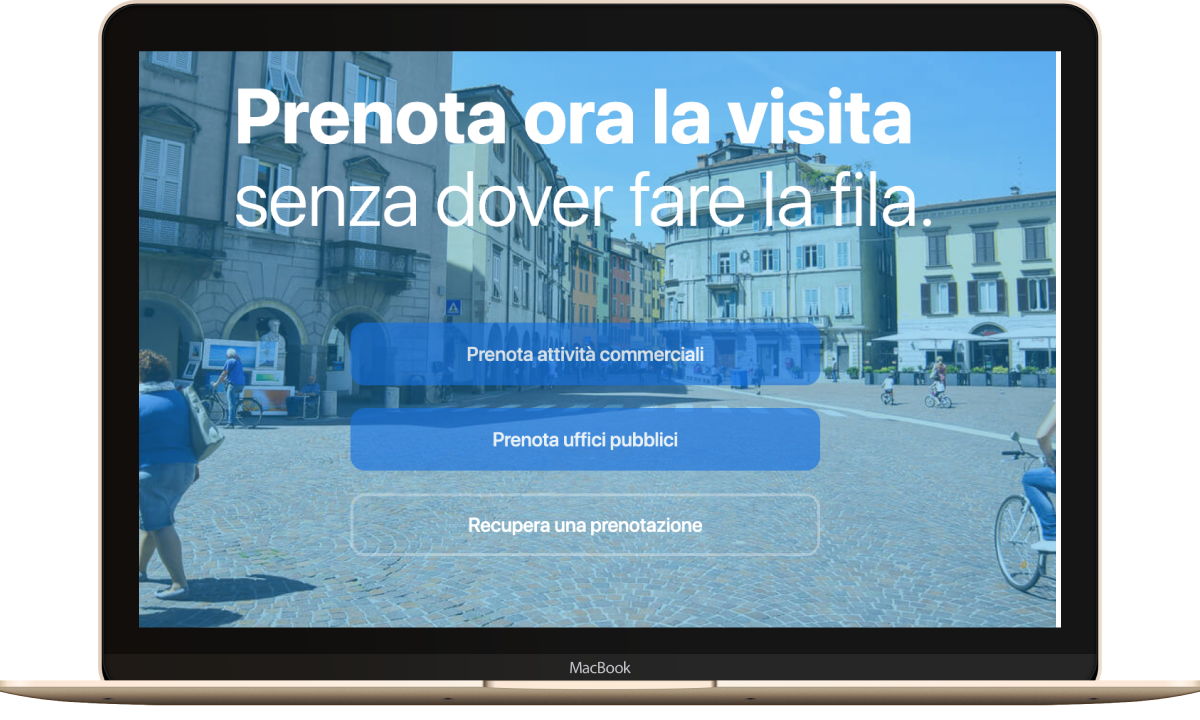 Prenota ora la visita
senza dover fare la fila.
Prenota attività commerciali
Prenota uffici pubblici
Recupera una prenotazione
MacBook